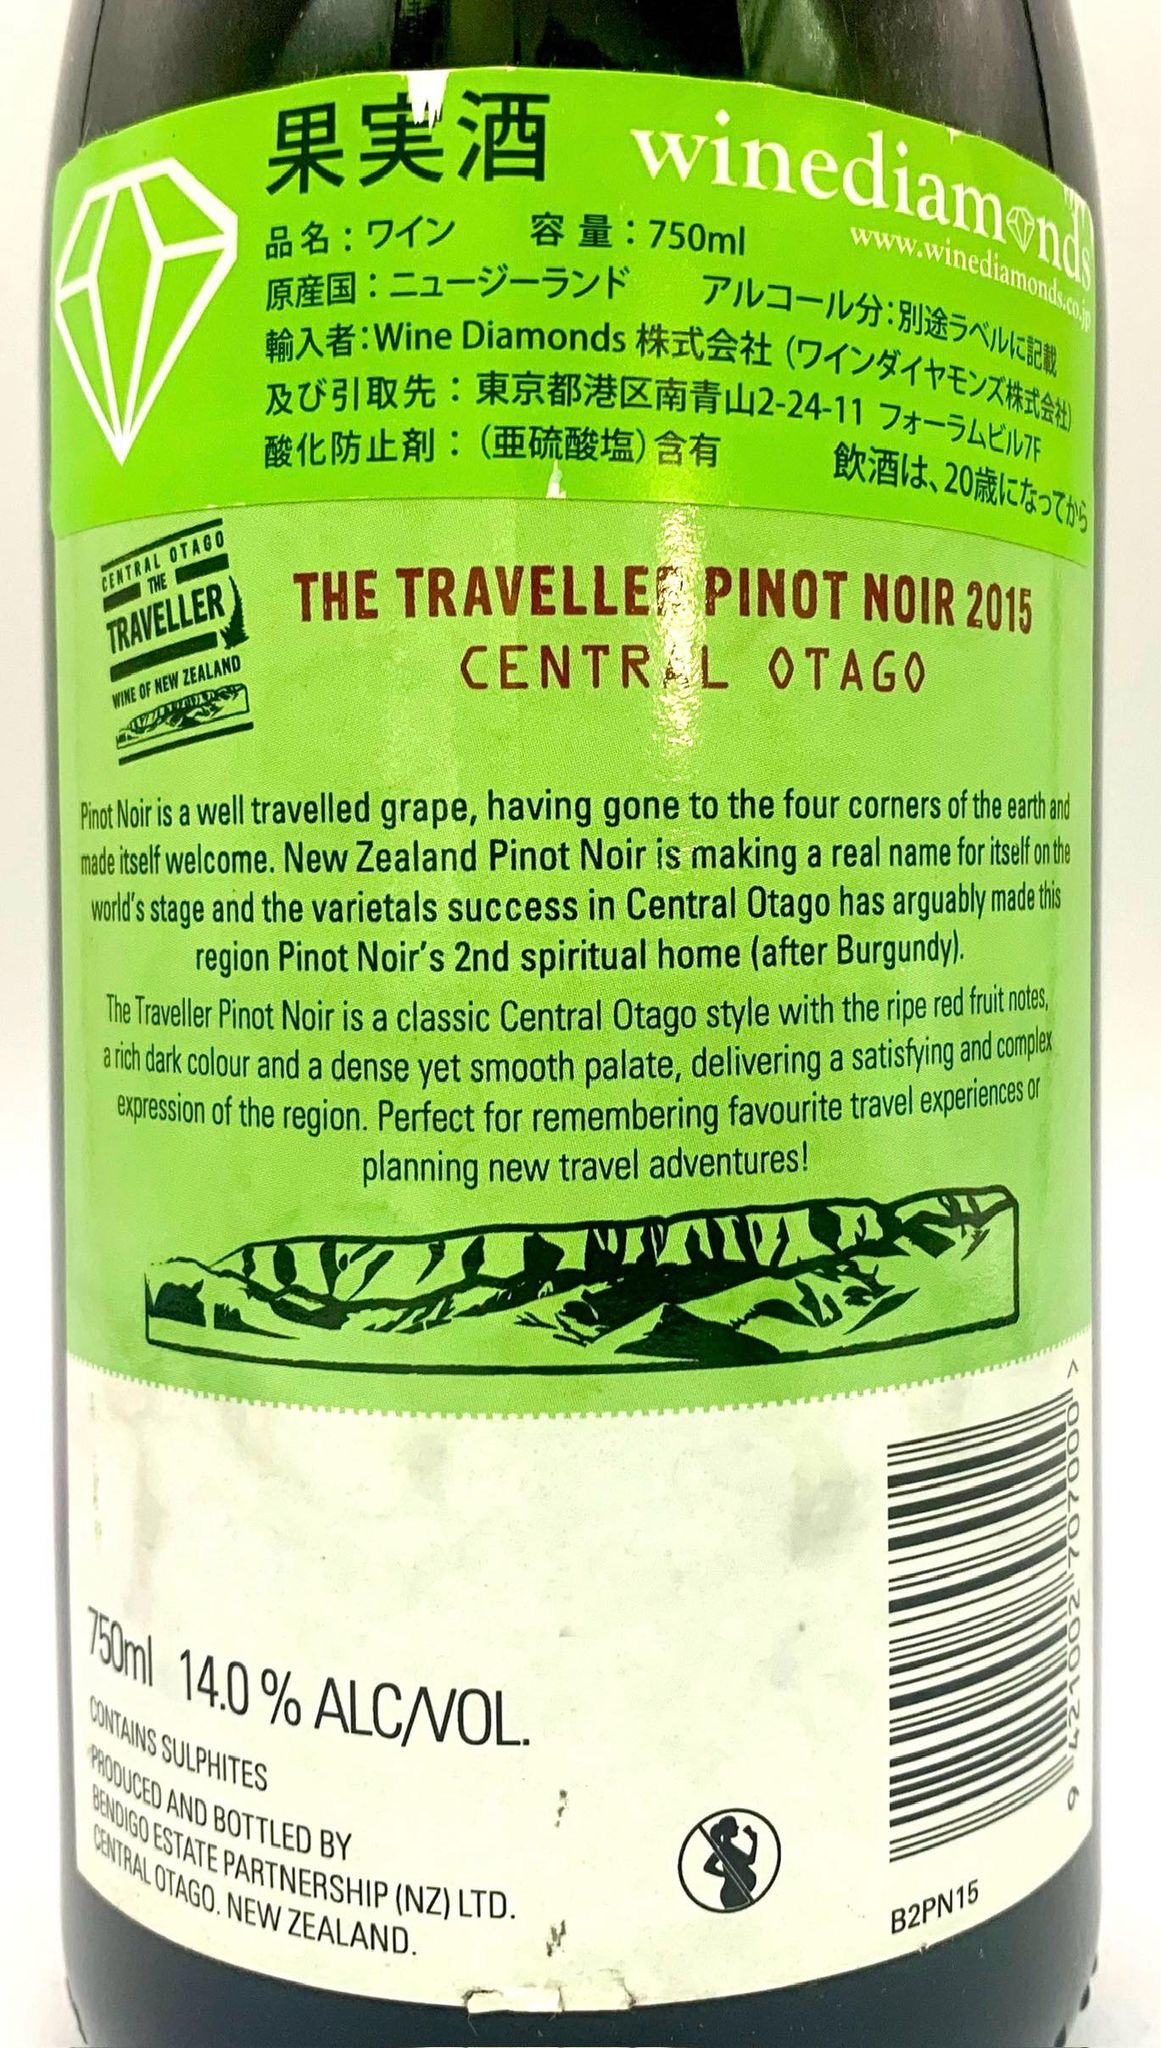 果実酒
winediamonds
www.winediamonds.co.jp
品名：ワイン 容量：750ml
原産国：ニュージーランド アルコール分：別途ラベルに記載
輸入者：Wine Diamonds 株式会社 (ワインダイヤモンズ株式会社)
及び引取先：東京都港区南青山2-24-11 フォーラムビル7F
酸化防止剤：（亜硫酸塩）含有 飲酒は、20歳になってから
CENTRAL OTAGO
THE
TRAVELLER
WINE OF NEW ZEALAND
THE TRAVELLER PINOT NOIR 2015
CENTRAL OTAGO
Pinot Noir is a well travelled grape, having gone to the four corners of the earth and
made itself welcome. New Zealand Pinot Noir is making a real name for itself on the
world's stage and the varietals success in Central Otago has arguably made this
region Pinot Noir's 2nd spiritual home (after Burgundy).
The Traveller Pinot Noir is a classic Central Otago style with the ripe red fruit notes,
a rich dark colour and a dense yet smooth palate, delivering a satisfying and complex
expression of the region. Perfect for remembering favourite travel experiences or
planning new travel adventures!
750ml 14.0 % ALC/VOL.
CONTAINS SULPHITES
PRODUCED AND BOTTLED BY
BENDIGO ESTATE PARTNERSHIP (NZ) LTD.
CENTRAL OTAGO. NEW ZEALAND.
9 421002 707000 >
B2PN15